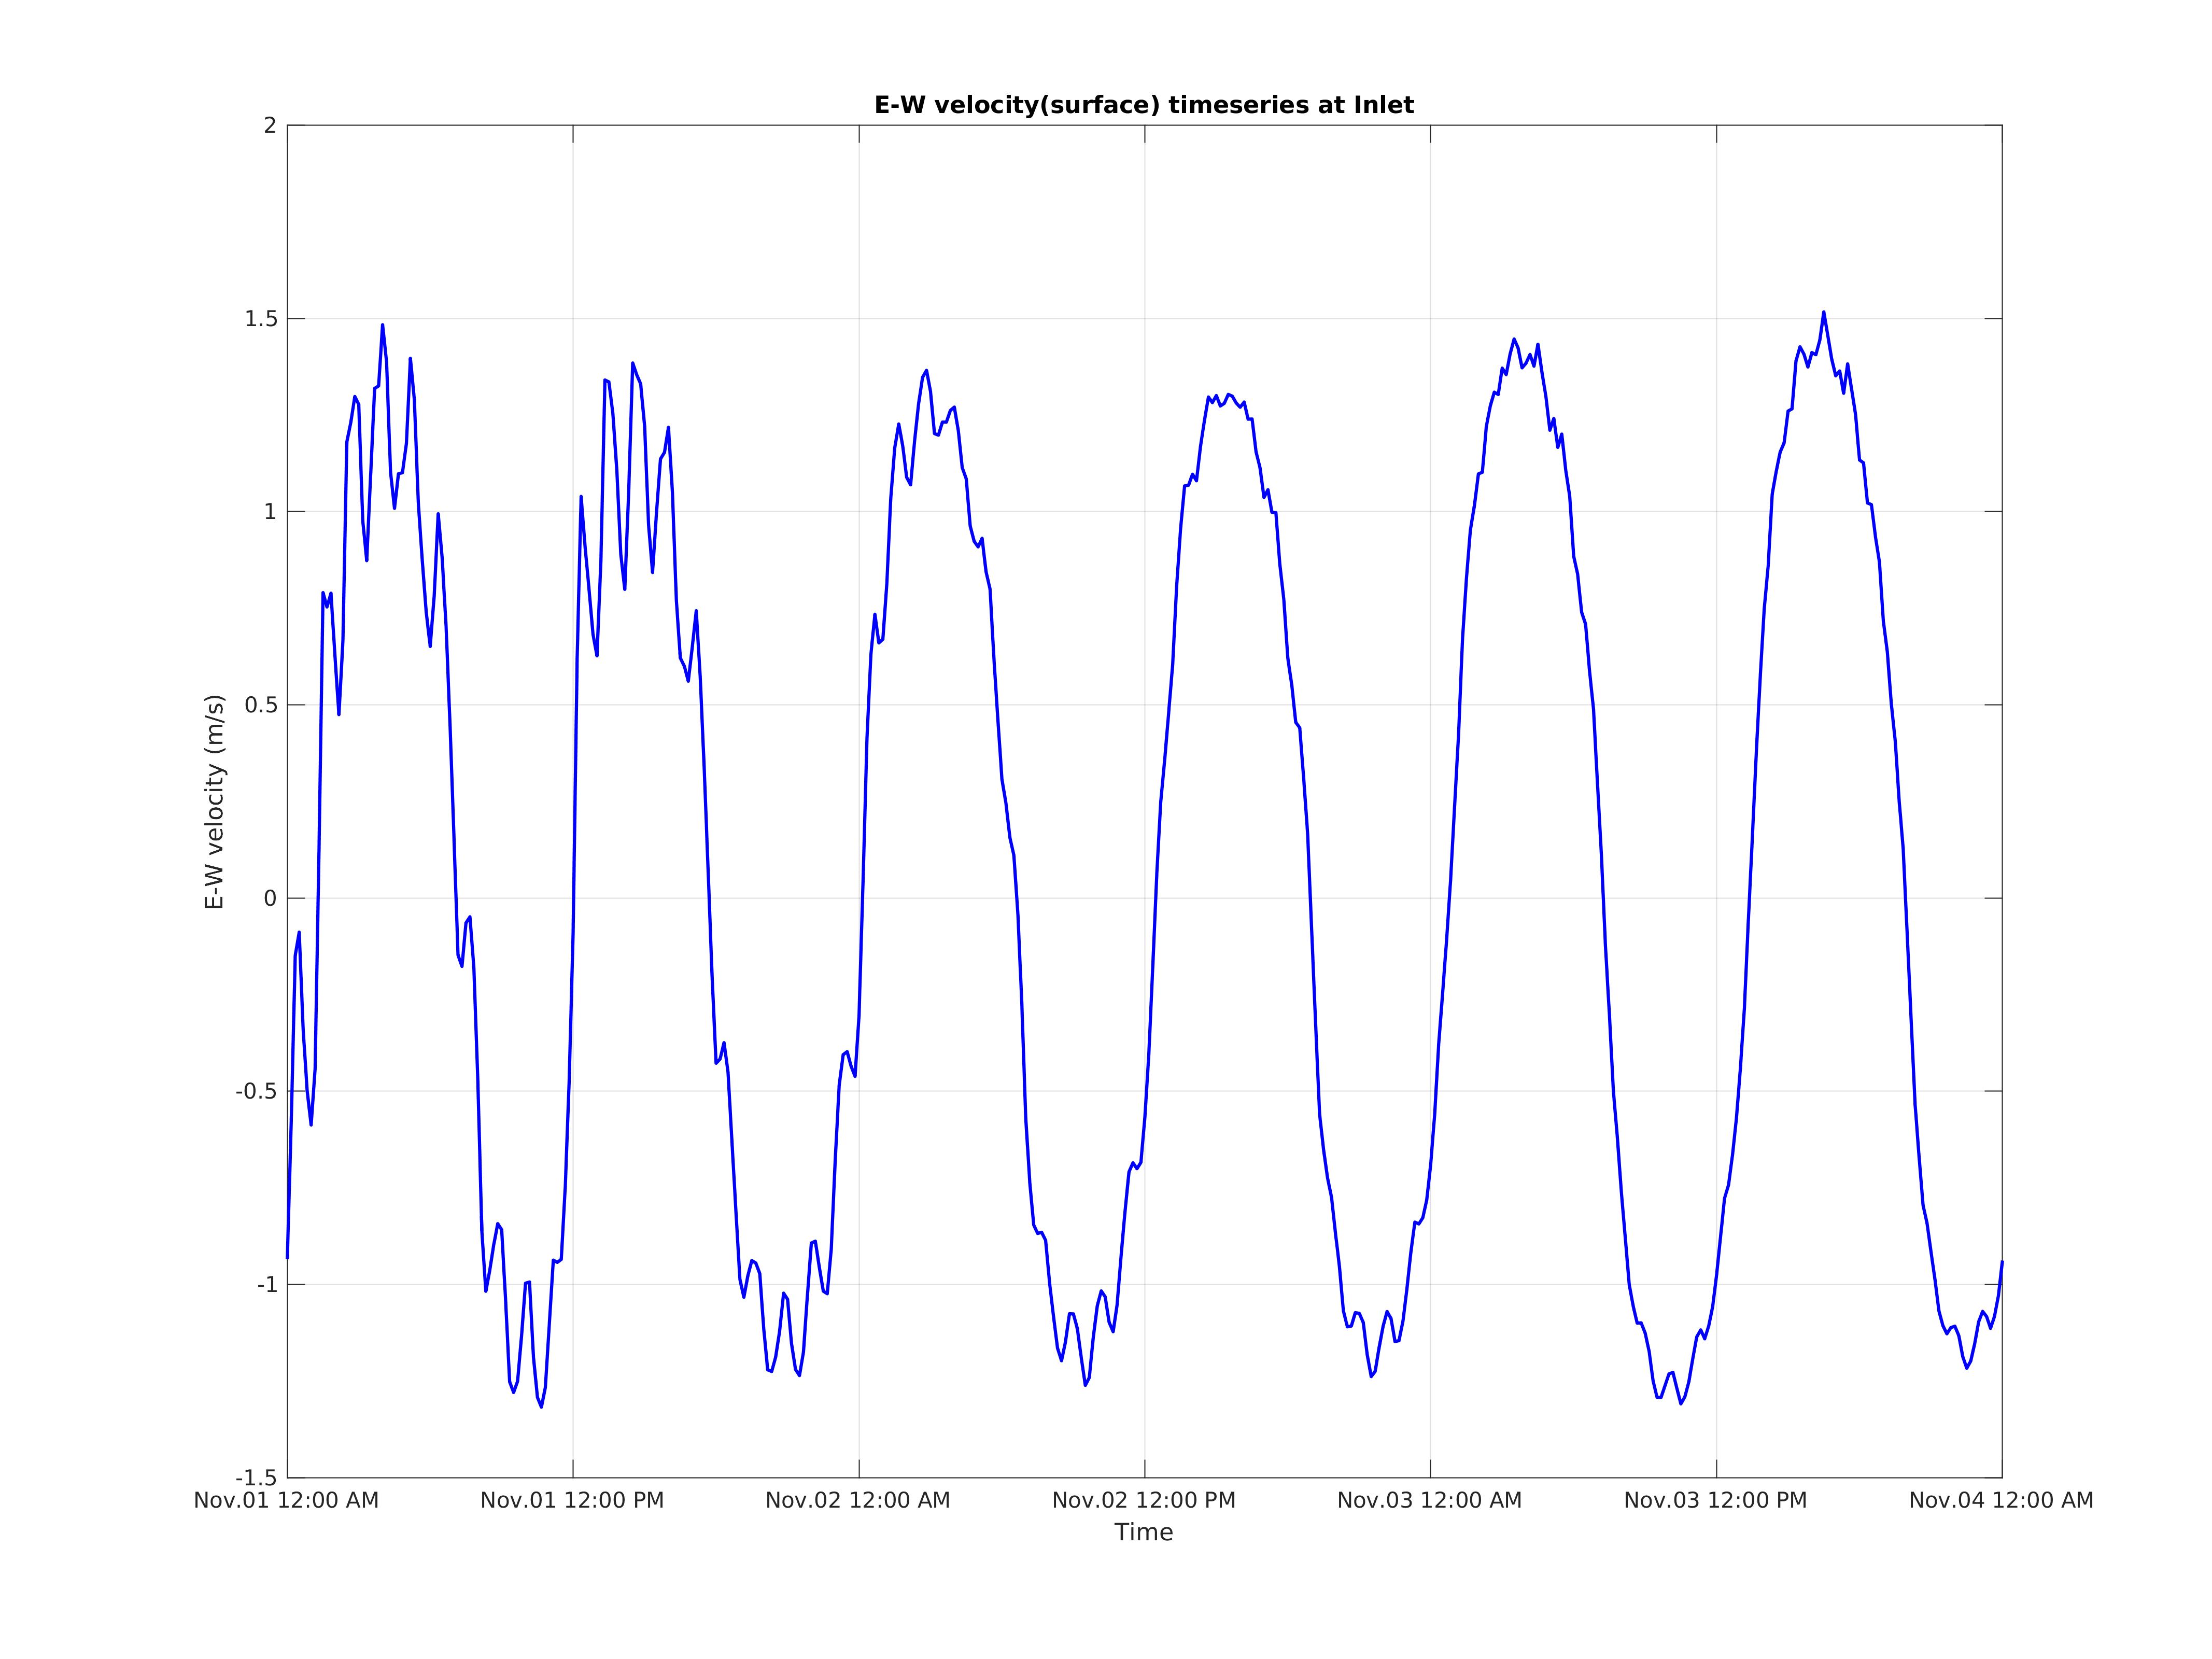 E-W velocity(surface) timeseries at Inlet
2
1.5
1
0.5
0
-0.5
-1
-1.5
E-W velocity (m/s)
Nov.01 12:00 AM Nov.01 12:00 PM Nov.02 12:00 AM Nov.02 12:00 PM Nov.03 12:00 AM Nov.03 12:00 PM Nov.04 12:00 AM
Time